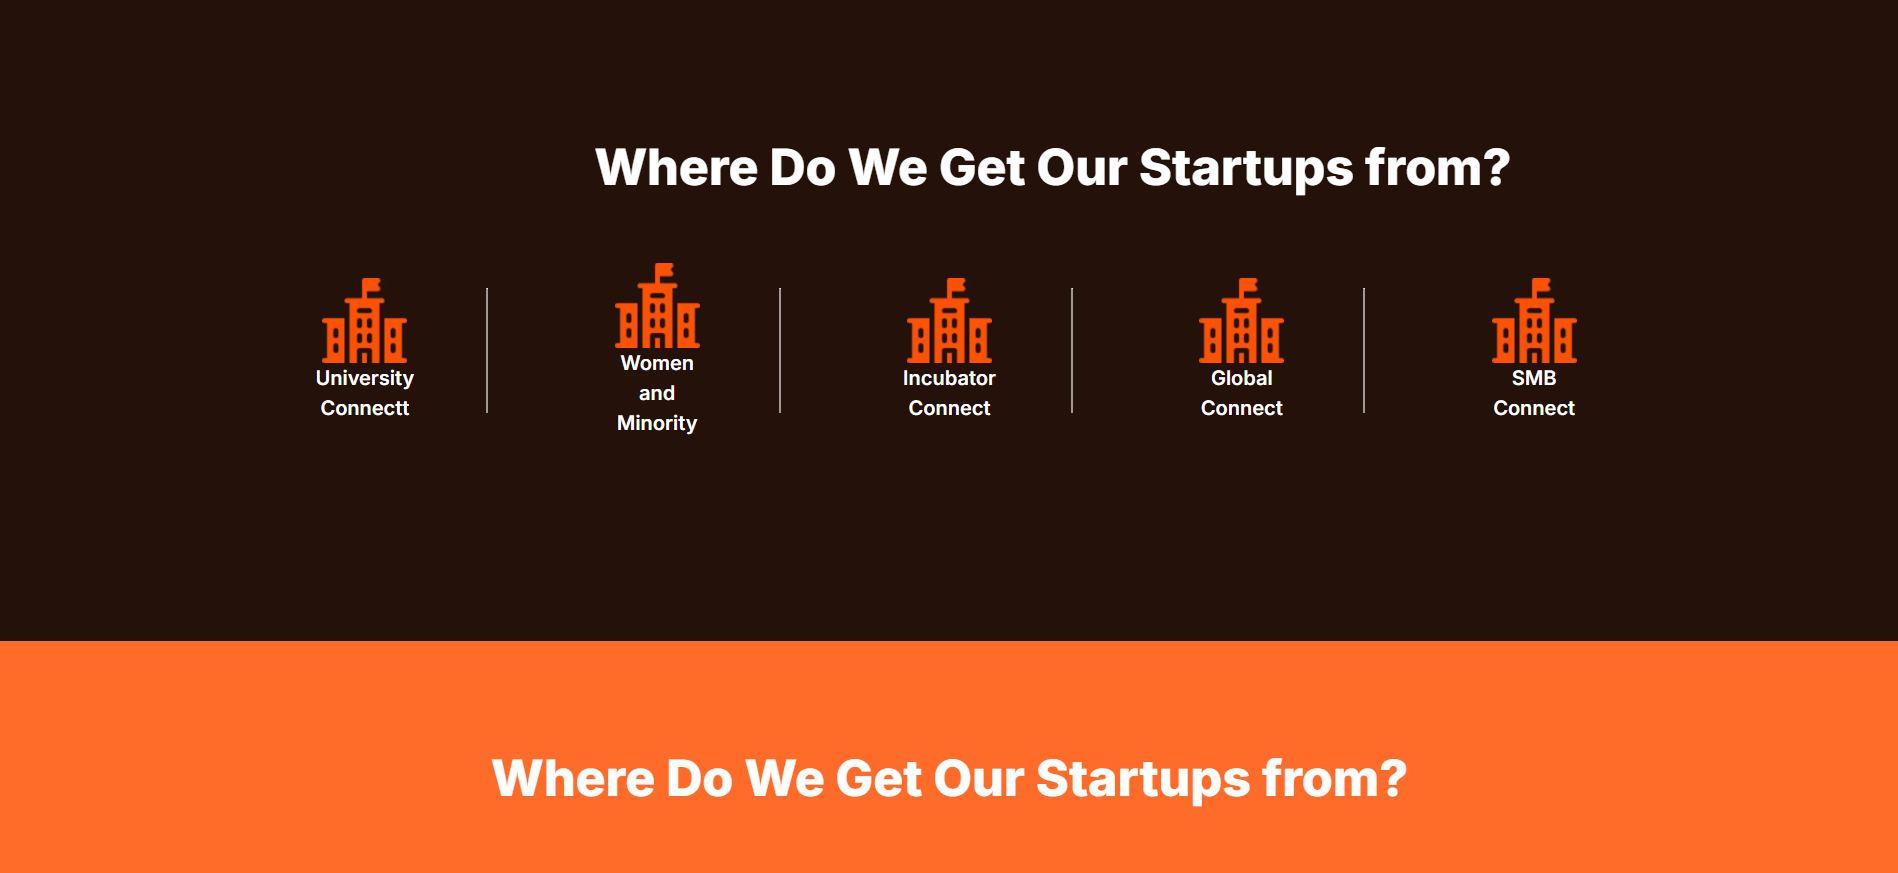 Where Do We Get Our Startups from?
University
Connectt
Women
and
Minority
Incubator
Connect
Global
Connect
SMB
Connect
Where Do We Get Our Startups from?